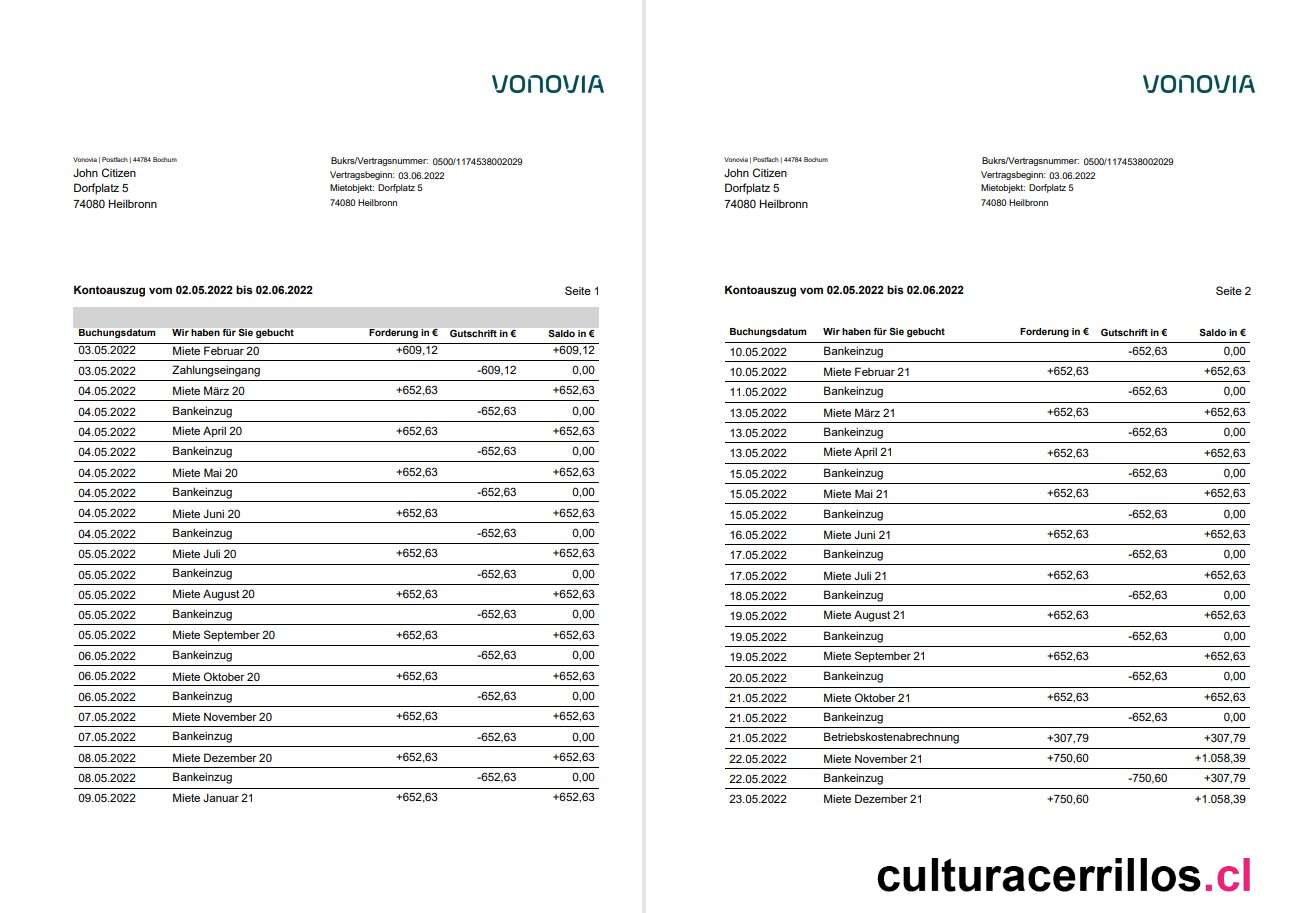 VONOVIA
Vonovia | Postfach | 44784 Bochum
John Citizen
Dorfplatz 5
74080 Heilbronn
Bukrs/Vertragsnummer: 0500/1174538002029
Vertragsbeginn: 03.06.2022
Mietobjekt: Dorfplatz 5
74080 Heilbronn
Kontoauszug vom 02.05.2022 bis 02.06.2022 Seite 1
Buchungsdatum Wir haben für Sie gebucht Forderung in € Gutschrift in € Saldo in €
03.05.2022 Miete Februar 20 +609,12 +609,12
03.05.2022 Zahlungseingang -609,12 0,00
04.05.2022 Miete März 20 +652,63 +652,63
04.05.2022 Bankeinzug -652,63 0,00
04.05.2022 Miete April 20 +652,63 +652,63
04.05.2022 Bankeinzug -652,63 0,00
04.05.2022 Miete Mai 20 +652,63 +652,63
04.05.2022 Bankeinzug -652,63 0,00
04.05.2022 Miete Juni 20 +652,63 +652,63
04.05.2022 Bankeinzug -652,63 0,00
05.05.2022 Miete Juli 20 +652,63 +652,63
05.05.2022 Bankeinzug -652,63 0,00
05.05.2022 Miete August 20 +652,63 +652,63
05.05.2022 Bankeinzug -652,63 0,00
05.05.2022 Miete September 20 +652,63 +652,63
06.05.2022 Bankeinzug -652,63 0,00
06.05.2022 Miete Oktober 20 +652,63 +652,63
06.05.2022 Bankeinzug -652,63 0,00
07.05.2022 Miete November 20 +652,63 +652,63
07.05.2022 Bankeinzug -652,63 0,00
08.05.2022 Miete Dezember 20 +652,63 +652,63
08.05.2022 Bankeinzug -652,63 0,00
09.05.2022 Miete Januar 21 +652,63 +652,63
VONOVIA
Vonovia | Postfach | 44784 Bochum
John Citizen
Dorfplatz 5
74080 Heilbronn
Bukrs/Vertragsnummer: 0500/1174538002029
Vertragsbeginn: 03.06.2022
Mietobjekt: Dorfplatz 5
74080 Heilbronn
Kontoauszug vom 02.05.2022 bis 02.06.2022 Seite 2
Buchungsdatum Wir haben für Sie gebucht Forderung in € Gutschrift in € Saldo in €
10.05.2022 Bankeinzug -652,63 0,00
10.05.2022 Miete Februar 21 +652,63 +652,63
11.05.2022 Bankeinzug -652,63 0,00
13.05.2022 Miete März 21 +652,63 +652,63
13.05.2022 Bankeinzug -652,63 0,00
13.05.2022 Miete April 21 +652,63 +652,63
15.05.2022 Bankeinzug -652,63 0,00
15.05.2022 Miete Mai 21 +652,63 +652,63
15.05.2022 Bankeinzug -652,63 0,00
16.05.2022 Miete Juni 21 +652,63 +652,63
17.05.2022 Bankeinzug -652,63 0,00
17.05.2022 Miete Juli 21 +652,63 +652,63
18.05.2022 Bankeinzug -652,63 0,00
19.05.2022 Miete August 21 +652,63 +652,63
19.05.2022 Bankeinzug -652,63 0,00
19.05.2022 Miete September 21 +652,63 +652,63
20.05.2022 Bankeinzug -652,63 0,00
21.05.2022 Miete Oktober 21 +652,63 +652,63
21.05.2022 Bankeinzug -652,63 0,00
21.05.2022 Betriebskostenabrechnung +307,79 +307,79
22.05.2022 Miete November 21 +750,60 +1.058,39
22.05.2022 Bankeinzug -750,60 +307,79
23.05.2022 Miete Dezember 21 +750,60 +1.058,39
culturacerrillos.cl